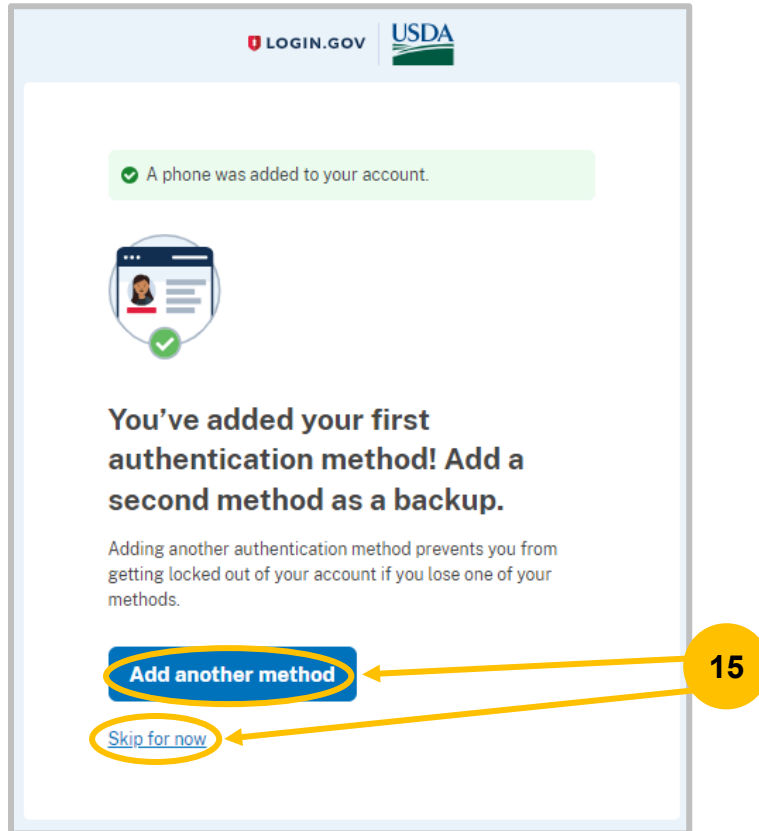 LOGIN.GOV USDA
A phone was added to your account.
You’ve added your first
authentication method! Add a
second method as a backup.
Adding another authentication method prevents you from
getting locked out of your account if you lose one of your
methods.
Add another method
15
Skip for now